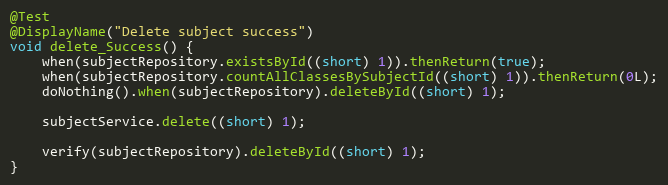 @Test
@DisplayName("Delete subject success")
void delete_Success() {
    when(subjectRepository.existsById((short) 1)).thenReturn(true);
    when(subjectRepository.countAllClassesBySubjectId((short) 1)).thenReturn(0L);
    doNothing().when(subjectRepository).deleteById((short) 1);

    subjectService.delete((short) 1);

    verify(subjectRepository).deleteById((short) 1);
}